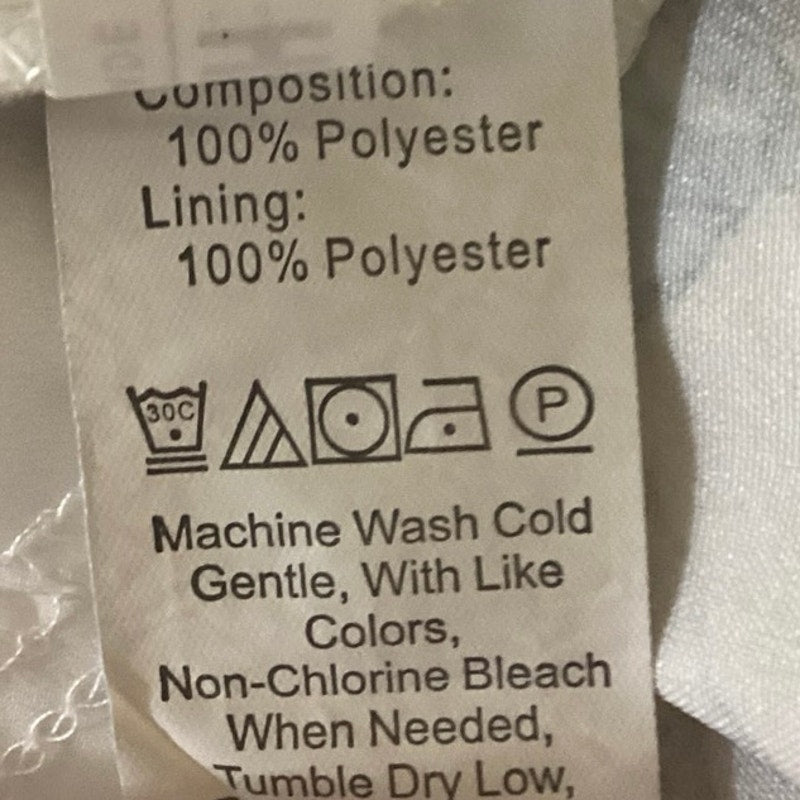 Composition:
100% Polyester
Lining:
100% Polyester
30C
P
Machine Wash Cold
Gentle, With Like
Colors,
Non-Chlorine Bleach
When Needed,
Tumble Dry Low,